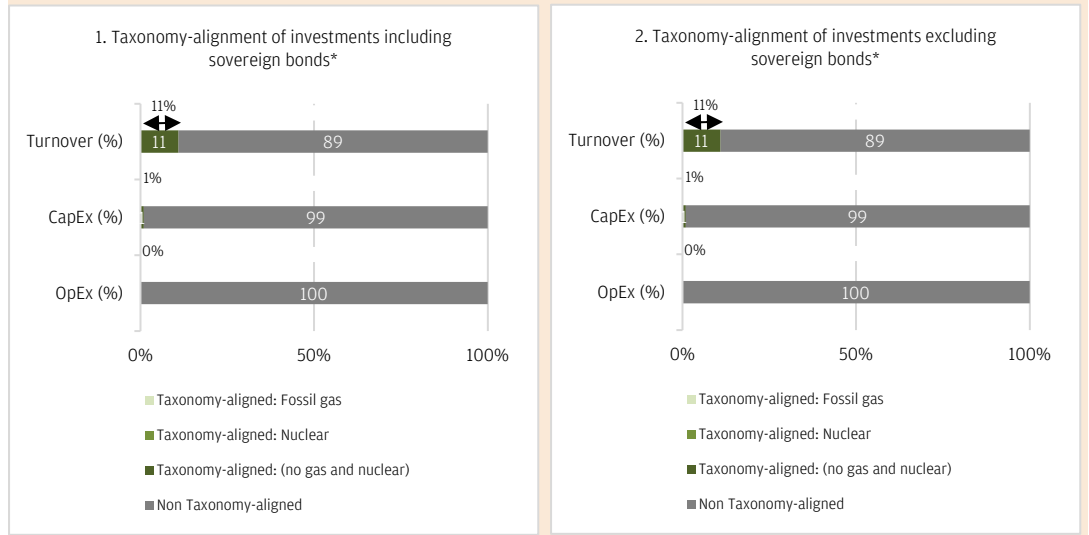 1. Taxonomy-alignment of investments including
sovereign bonds*
11%
Turnover (%)
11
89
1%
CapEx (%)
1
99
0%
OpEx (%)
100
0%
50%
100%
Taxonomy-aligned: Fossil gas
Taxonomy-aligned: Nuclear
Taxonomy-aligned: (no gas and nuclear)
Non Taxonomy-aligned
2. Taxonomy-alignment of investments excluding
sovereign bonds*
11%
Turnover (%)
11
89
1%
CapEx (%)
1
99
0%
OpEx (%)
100
0%
50%
100%
Taxonomy-aligned: Fossil gas
Taxonomy-aligned: Nuclear
Taxonomy-aligned: (no gas and nuclear)
Non Taxonomy-aligned